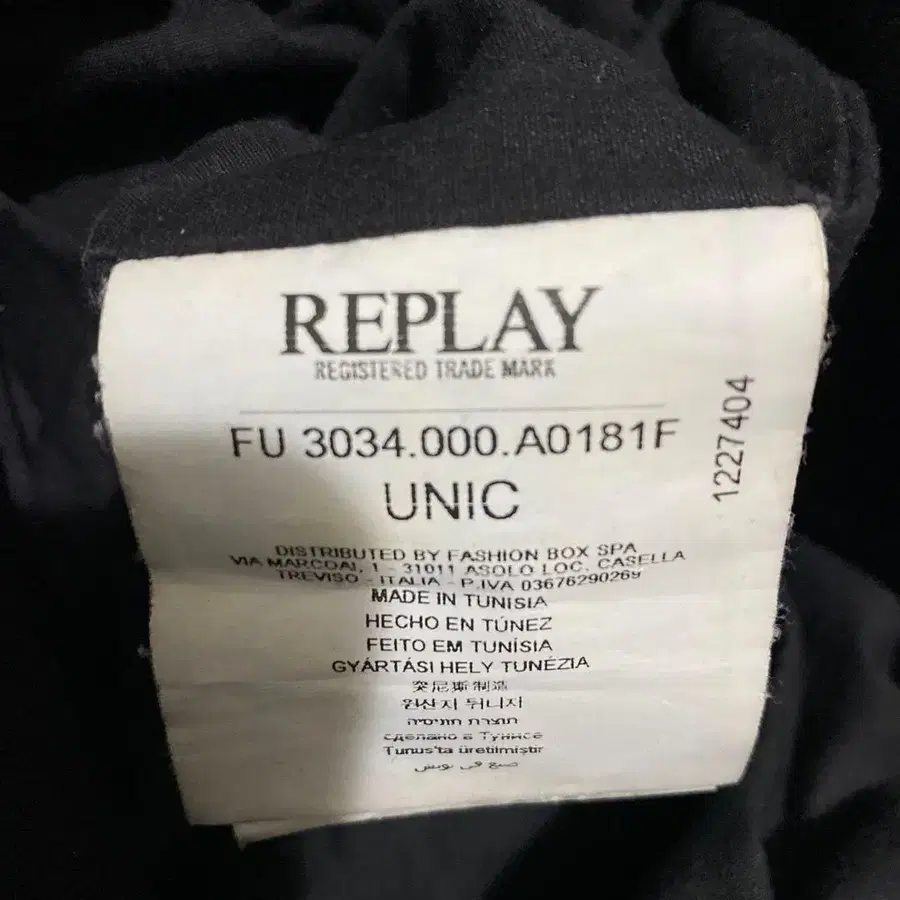 REPLAY
REGISTERED TRADE MARK
FU 3034.000.A0181F
1227404
UNIC
DISTRIBUTED BY FASHION BOX SPA
VIA MARCOAI, 1 - 31011 ASOLO LOC. CASELLA
TREVISO - ITALIA - P.IVA 03676290269
MADE IN TUNISIA
HECHO EN TÚNEZ
FEITO EM TUNÍSIA
GYÁRTÁSI HELY TUNÉZIA
突尼斯制造
원산지 튀니지
תוצרת תוניסיה
сделано в Тунисе
Tunus'ta üretilmiştir
صنع في تونس